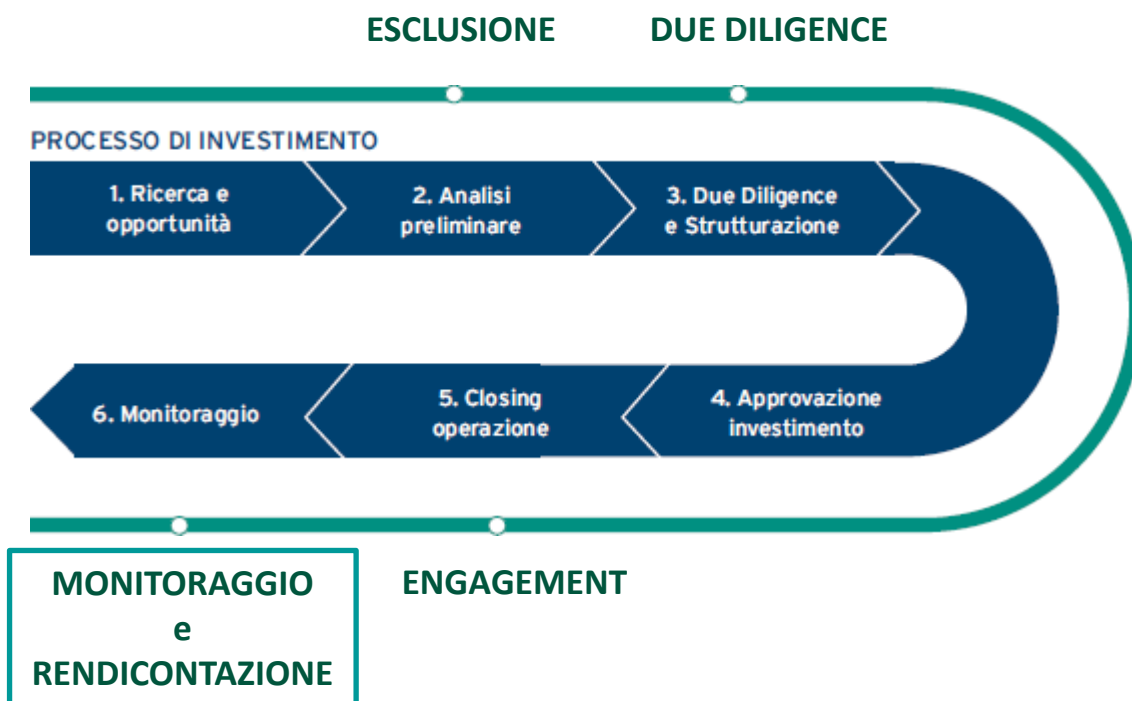 ESCLUSIONE
DUE DILIGENCE
PROCESSO DI INVESTIMENTO
1. Ricerca e
opportunità
2. Analisi
preliminare
3. Due Diligence
e Strutturazione
4. Approvazione
investimento
5. Closing
operazione
6. Monitoraggio
MONITORAGGIO
e
RENDICONTAZIONE
ENGAGEMENT